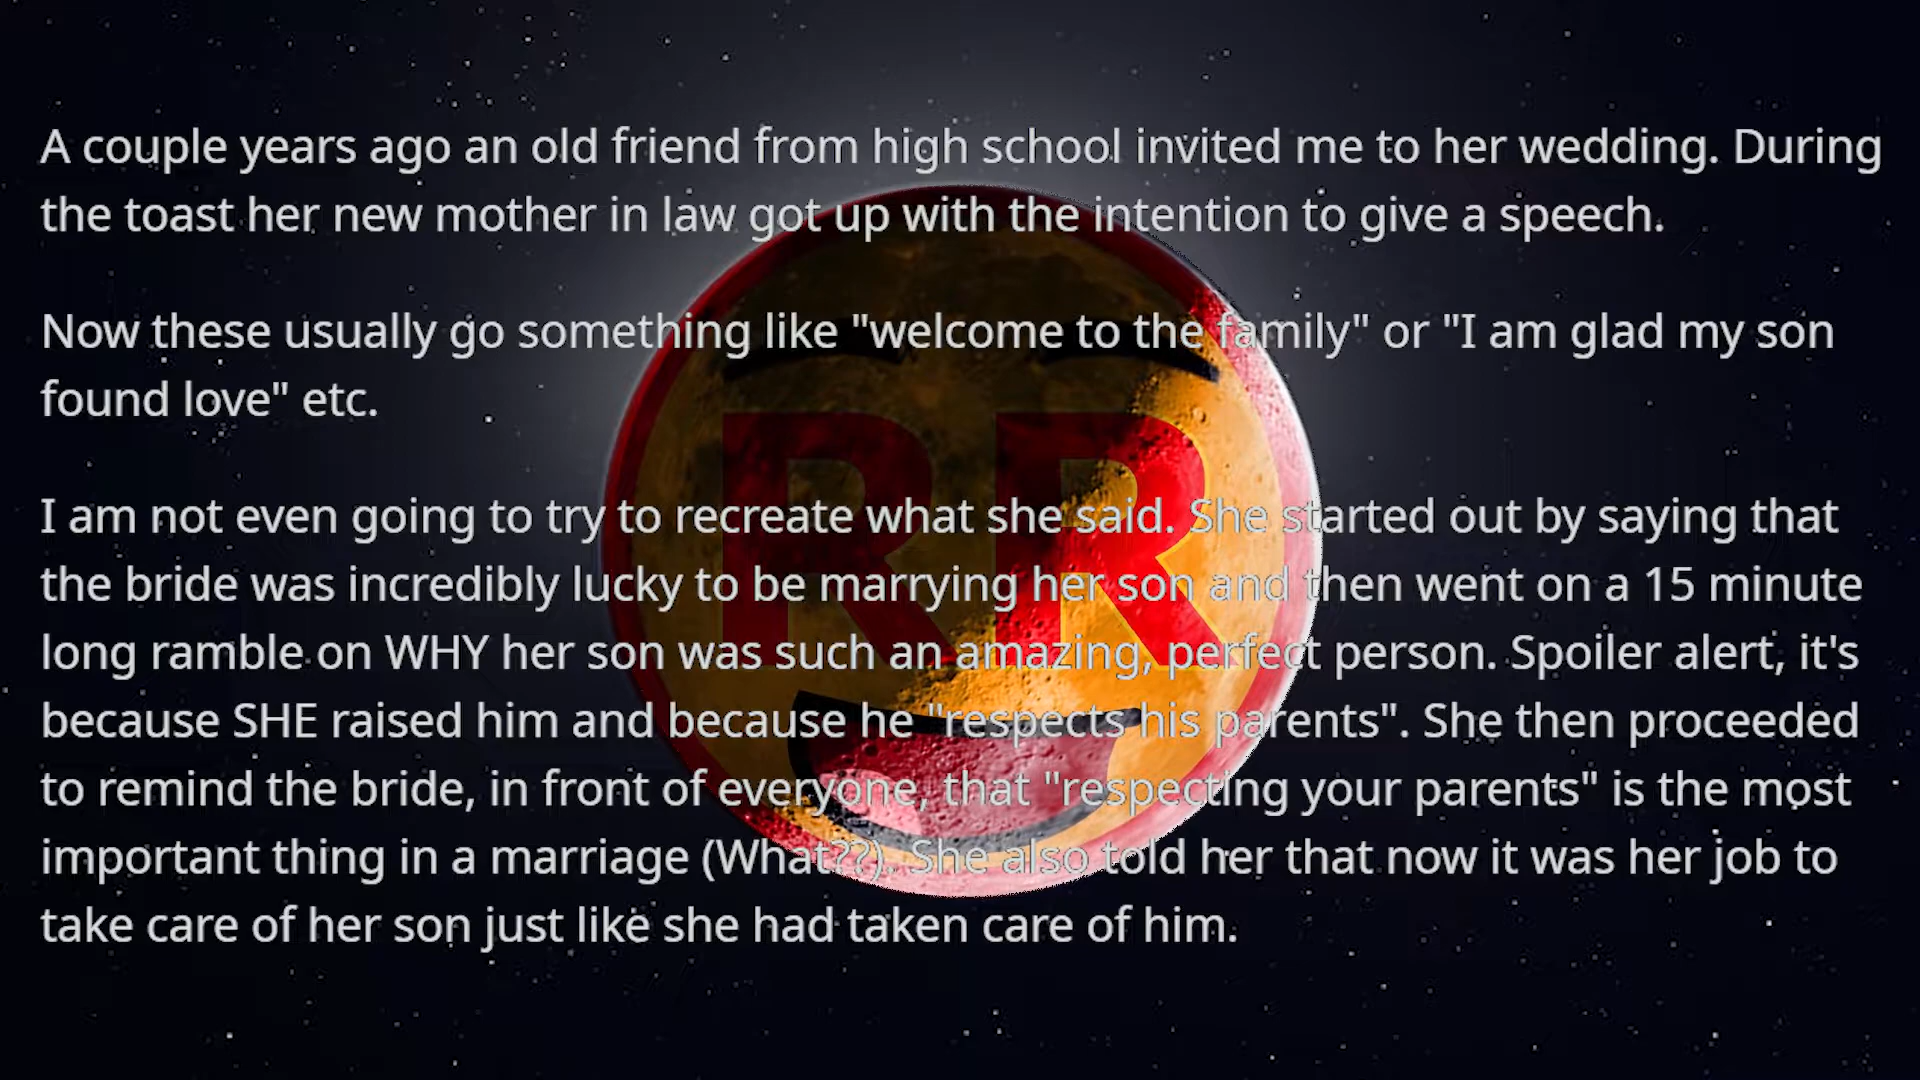 A couple years ago an old friend from high school invited me to her wedding. During
the toast her new mother in law got up with the intention to give a speech.
Now these usually go something like "welcome to the family" or "I am glad my son
found love" etc.
RR
I am not even going to try to recreate what she said. She started out by saying that
the bride was incredibly lucky to be marrying her son and then went on a 15 minute
long ramble on WHY her son was such an amazing, perfect person. Spoiler alert, it's
because SHE raised him and because he "respects his parents". She then proceeded
to remind the bride, in front of everyone, that "respecting your parents" is the most
important thing in a marriage (What??). She also told her that now it was her job to
take care of her son just like she had taken care of him.